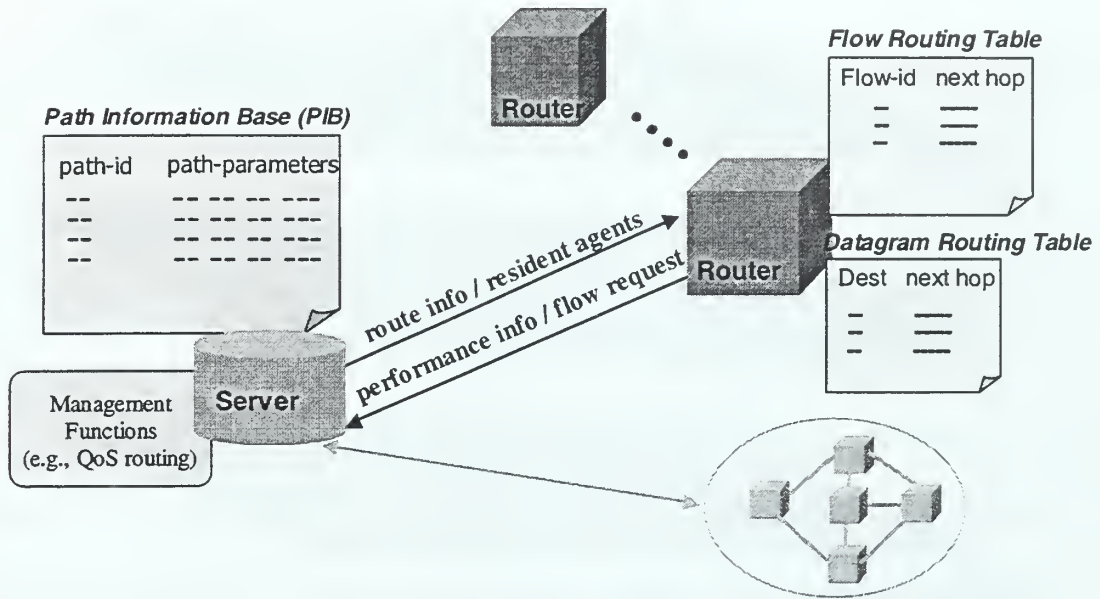 Flow Routing Table
Flow-id next hop
Router
Path Information Base (PIB)
path-id path-parameters
Datagram Routing Table
Dest next hop
Router
route info / resident agents
performance info / flow request
Server
Management
Functions
(e.g., QoS routing)